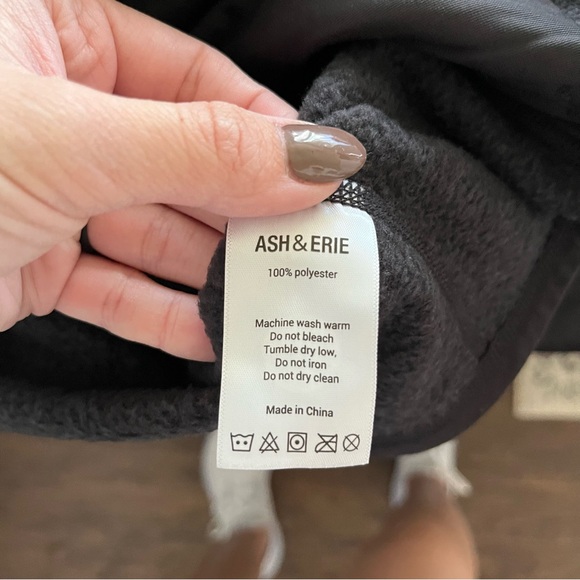 ASH & ERIE
100% polyester
Machine wash warm
Do not bleach
Tumble dry low,
Do not iron
Do not dry clean
Made in China